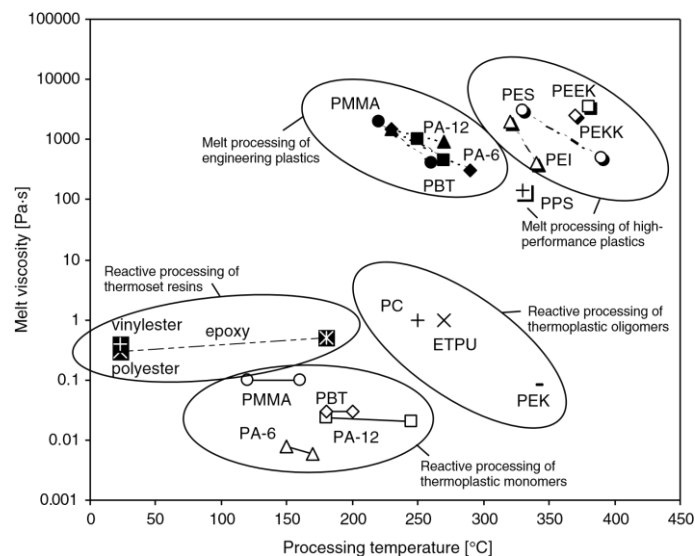 100000
10000
1000
100
10
1
0.1
0.01
0.001
Melt viscosity [Pa·s]
0
50
100
150
200
250
300
350
400
450
Processing temperature [°C]
PMMA
PA-12
PA-6
PBT
Melt processing of
engineering plastics
PES
PEEK
PEKK
PEI
PPS
Melt processing of high-
performance plastics
Reactive processing of
thermoset resins
vinylester
epoxy
polyester
PC
ETPU
PEK
Reactive processing of
thermoplastic oligomers
PMMA
PBT
PA-6
PA-12
Reactive processing of
thermoplastic monomers